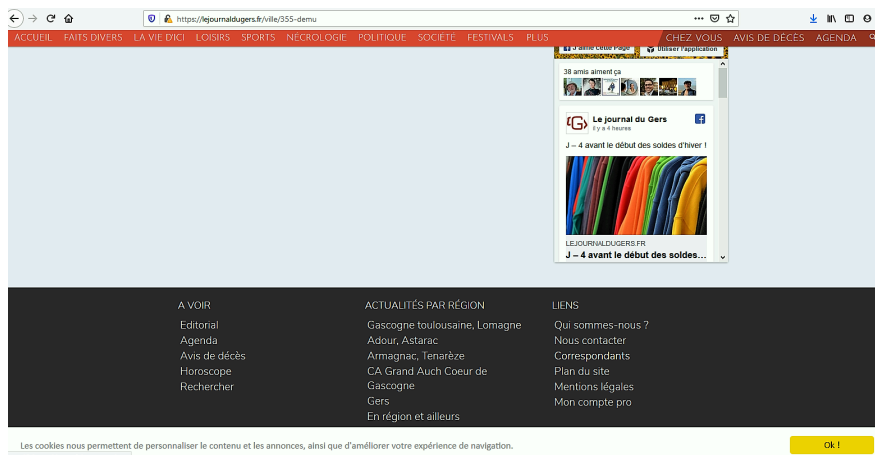 https://lejournaldugers.fr/ville/355-demu
ACCUEIL FAITS DIVERS LA VIE D'ICI LOISIRS SPORTS NÉCROLOGIE POLITIQUE SOCIÉTÉ FESTIVALS PLUS CHEZ VOUS AVIS DE DÉCÈS AGENDA
J'aime cette Page Utiliser l'application
38 amis aiment ça
Le journal du Gers
il y a 4 heures
J – 4 avant le début des soldes d'hiver !
LEJOURNALDUGERS.FR
J – 4 avant le début des soldes...
A VOIR
Editorial
Agenda
Avis de décès
Horoscope
Rechercher
ACTUALITÉS PAR RÉGION
Gascogne toulousaine, Lomagne
Adour, Astarac
Armagnac, Tenarèze
CA Grand Auch Coeur de
Gascogne
Gers
En région et ailleurs
LIENS
Qui sommes-nous ?
Nous contacter
Correspondants
Plan du site
Mentions légales
Mon compte pro
Les cookies nous permettent de personnaliser le contenu et les annonces, ainsi que d'améliorer votre expérience de navigation.
Ok !